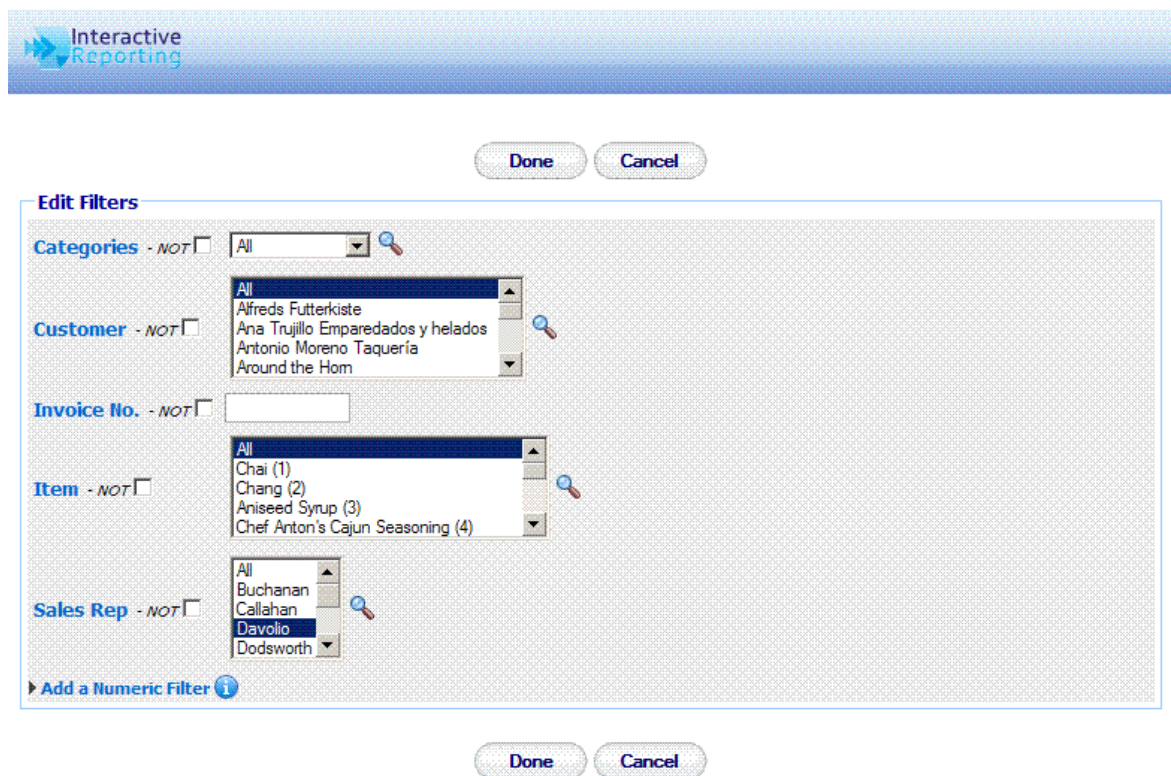 Interactive
Reporting
Done Cancel
Edit Filters
Categories - NOT All
All
Alfreds Futterkiste
Ana Trujillo Emparedados y helados
Customer - NOT
Antonio Moreno Taquería
Around the Horn
Invoice No. - NOT
All
Chai (1)
Chang (2)
Item - NOT
Aniseed Syrup (3)
Chef Anton's Cajun Seasoning (4)
All
Buchanan
Callahan
Sales Rep - NOT
Davolio
Dodsworth
Add a Numeric Filter i
Done Cancel